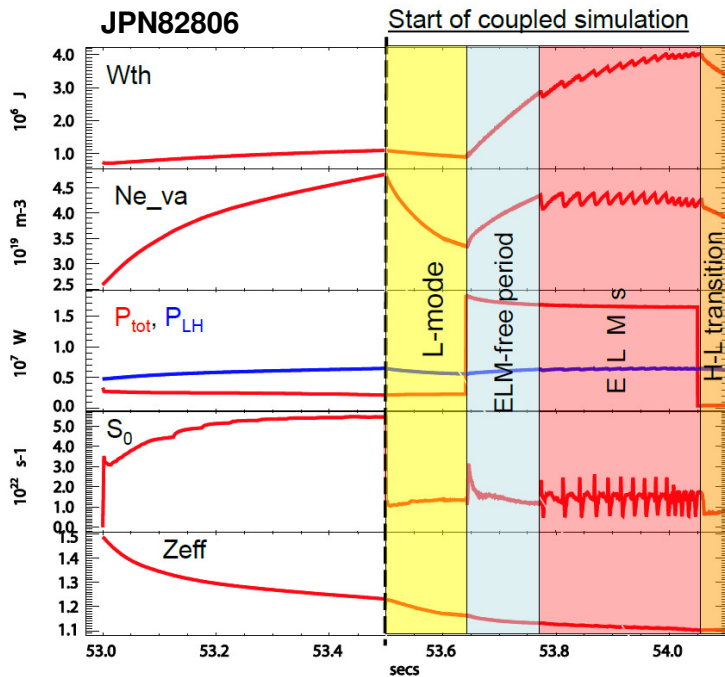 JPN82806
Start of coupled simulation
4.0
3.0
2.0
1.0
10⁶ J
Wth
4.5
4.0
3.5
3.0
2.5
10¹⁹ m-3
Ne_va
1.5
1.0
0.5
0.0
10⁷ W
P_tot, P_LH
L-mode
ELM-free period
E L M s
H-L transition
5.0
4.0
3.0
2.0
1.0
0.0
10²² s-1
S₀
1.5
1.4
1.3
1.2
1.1
Zeff
53.0 53.2 53.4 53.6 53.8 54.0
secs